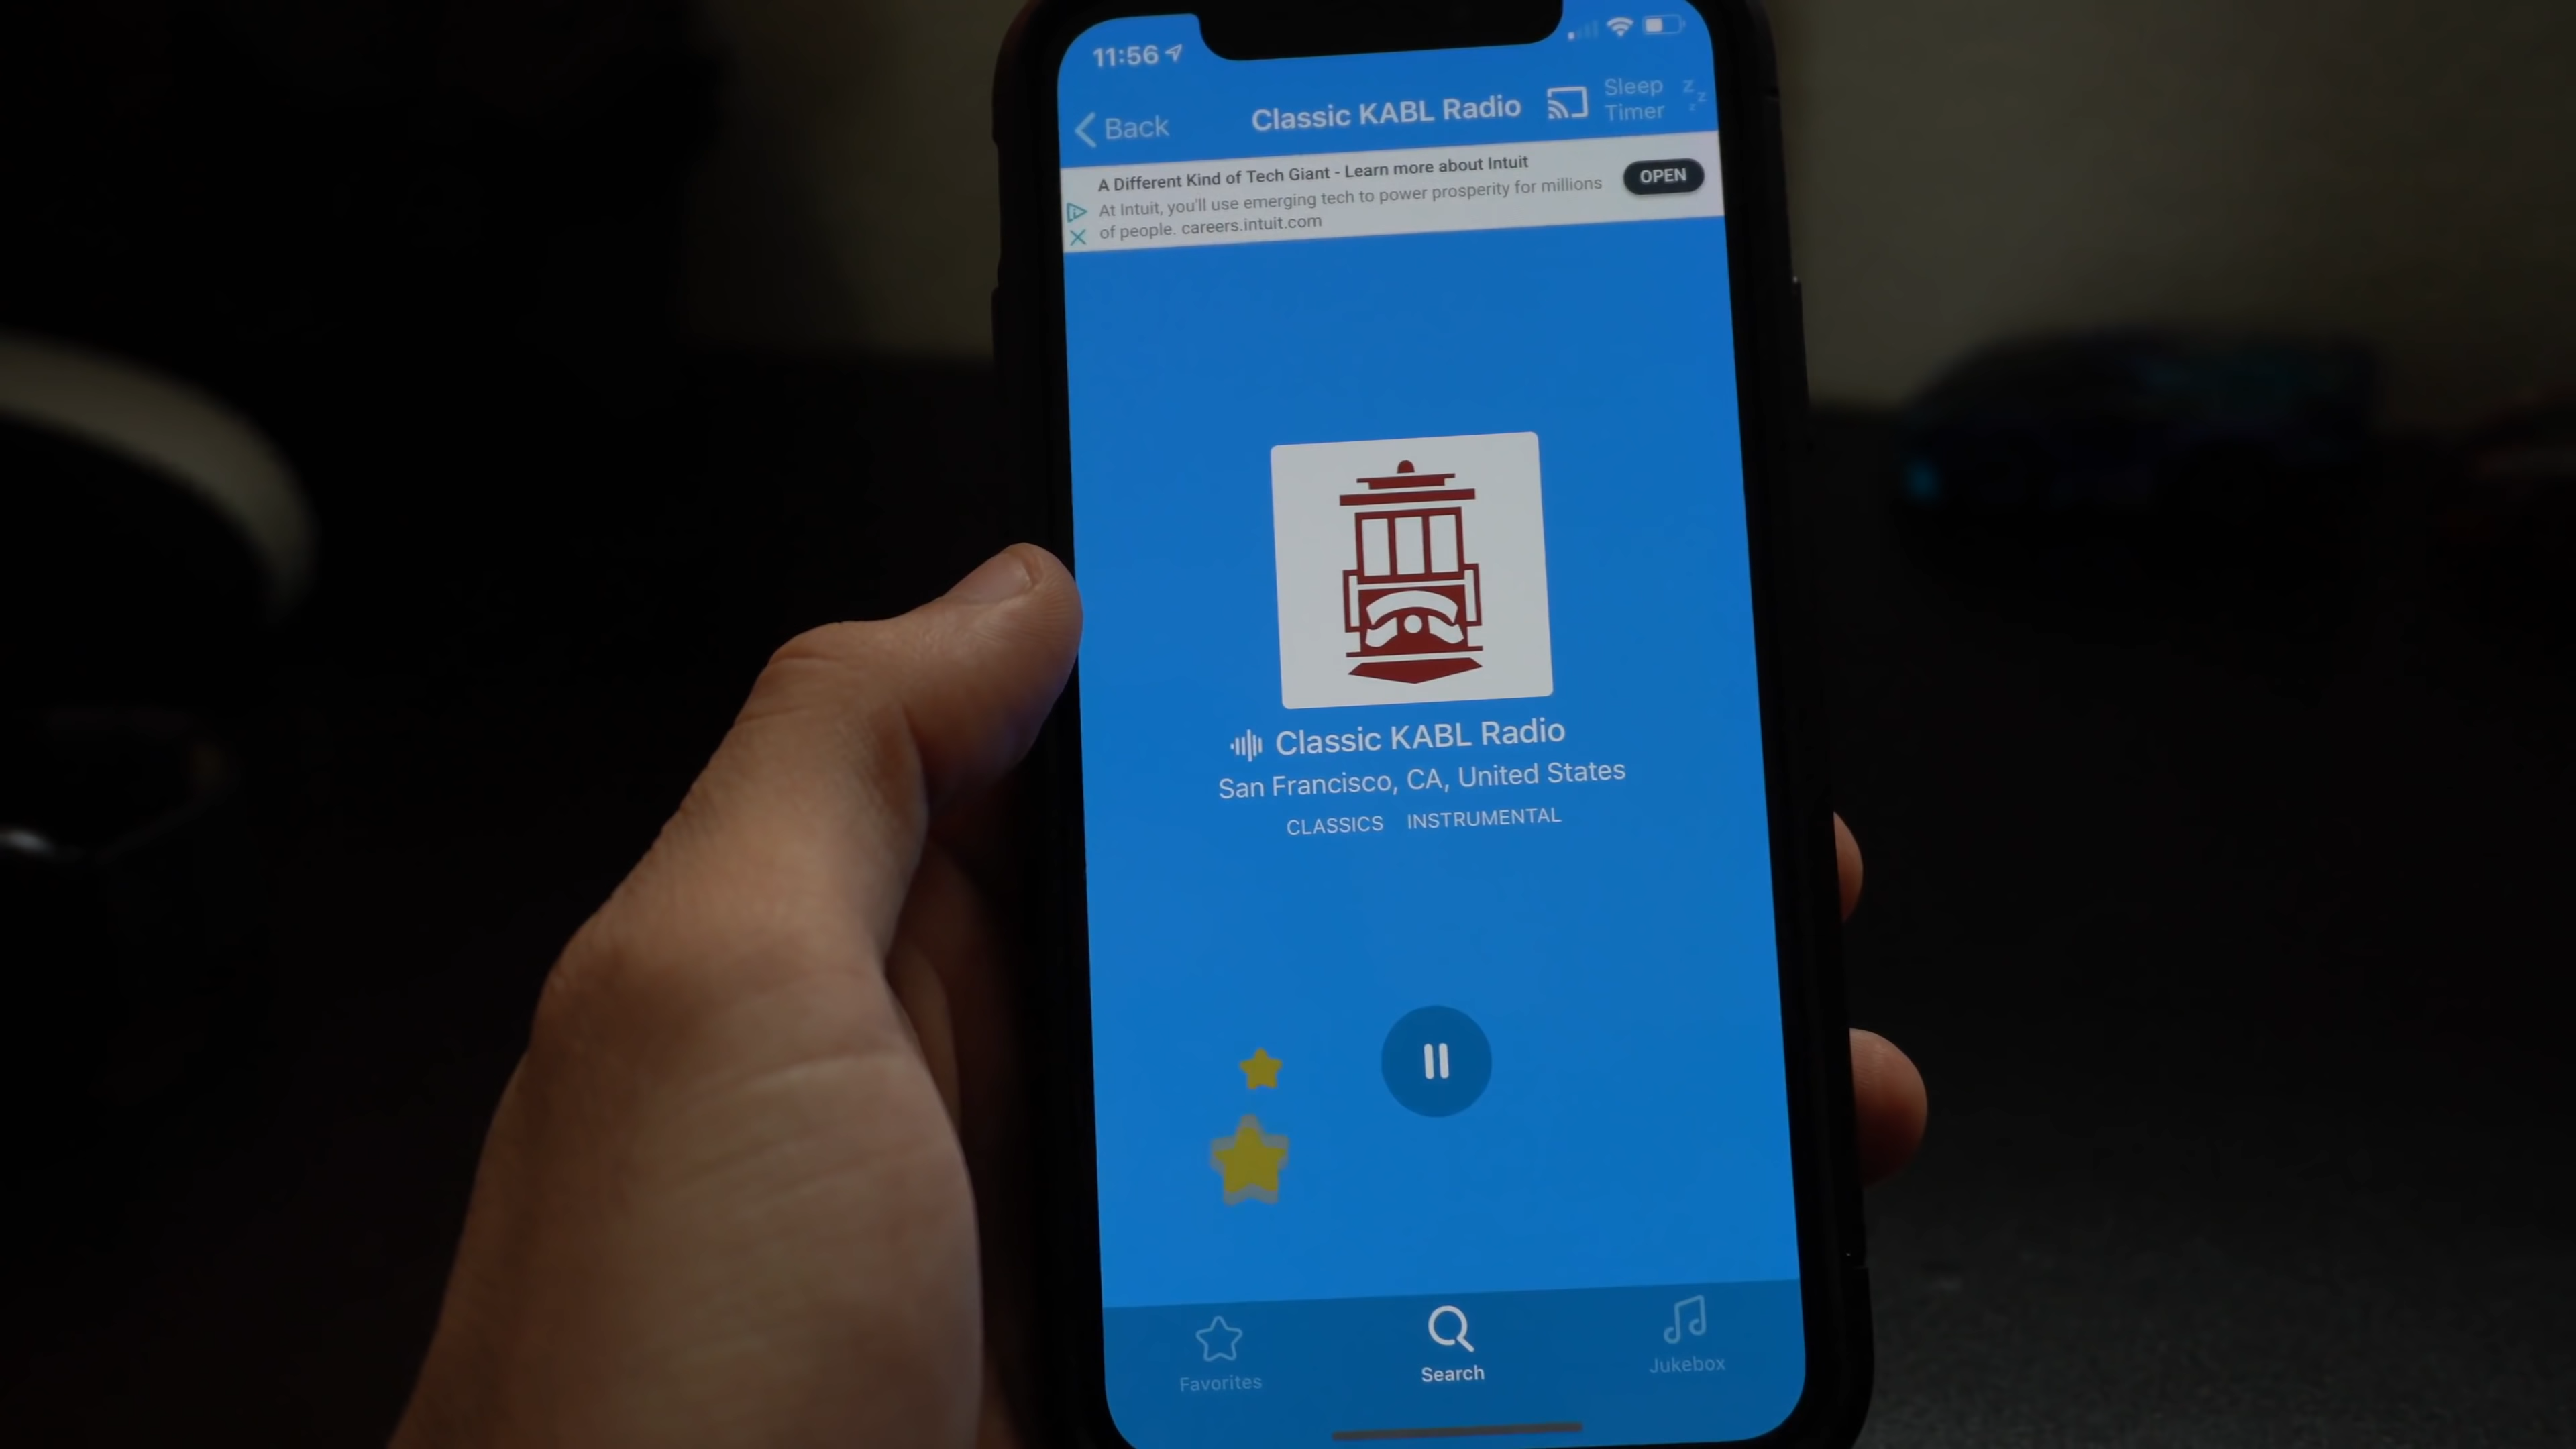 11:56
Back
Classic KABL Radio
Sleep
Timer
z z z
A Different Kind of Tech Giant - Learn more about Intuit
At Intuit, you'll use emerging tech to power prosperity for millions
of people. careers.intuit.com
OPEN
Classic KABL Radio
San Francisco, CA, United States
CLASSICS INSTRUMENTAL
Favorites
Search
Jukebox